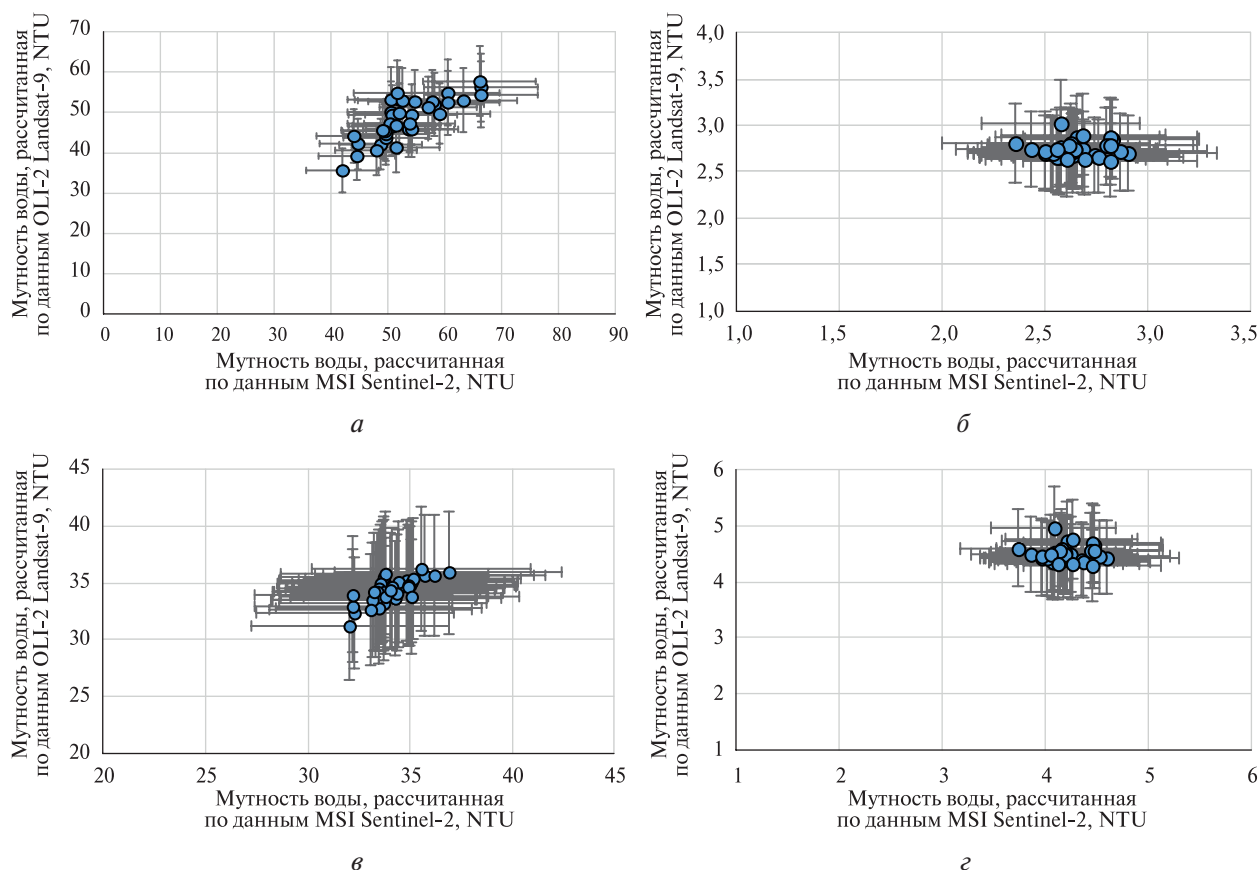 Мутность воды, рассчитанная
по данным OLI-2 Landsat-9, NTU
70
60
50
40
30
20
10
0
0 10 20 30 40 50 60 70 80 90
Мутность воды, рассчитанная
по данным MSI Sentinel-2, NTU
а
Мутность воды, рассчитанная
по данным OLI-2 Landsat-9, NTU
4,0
3,5
3,0
2,5
2,0
1,5
1,0
1,0 1,5 2,0 2,5 3,0 3,5
Мутность воды, рассчитанная
по данным MSI Sentinel-2, NTU
б
Мутность воды, рассчитанная
по данным OLI-2 Landsat-9, NTU
45
40
35
30
25
20
20 25 30 35 40 45
Мутность воды, рассчитанная
по данным MSI Sentinel-2, NTU
в
Мутность воды, рассчитанная
по данным OLI-2 Landsat-9, NTU
6
5
4
3
2
1
1 2 3 4 5 6
Мутность воды, рассчитанная
по данным MSI Sentinel-2, NTU
г